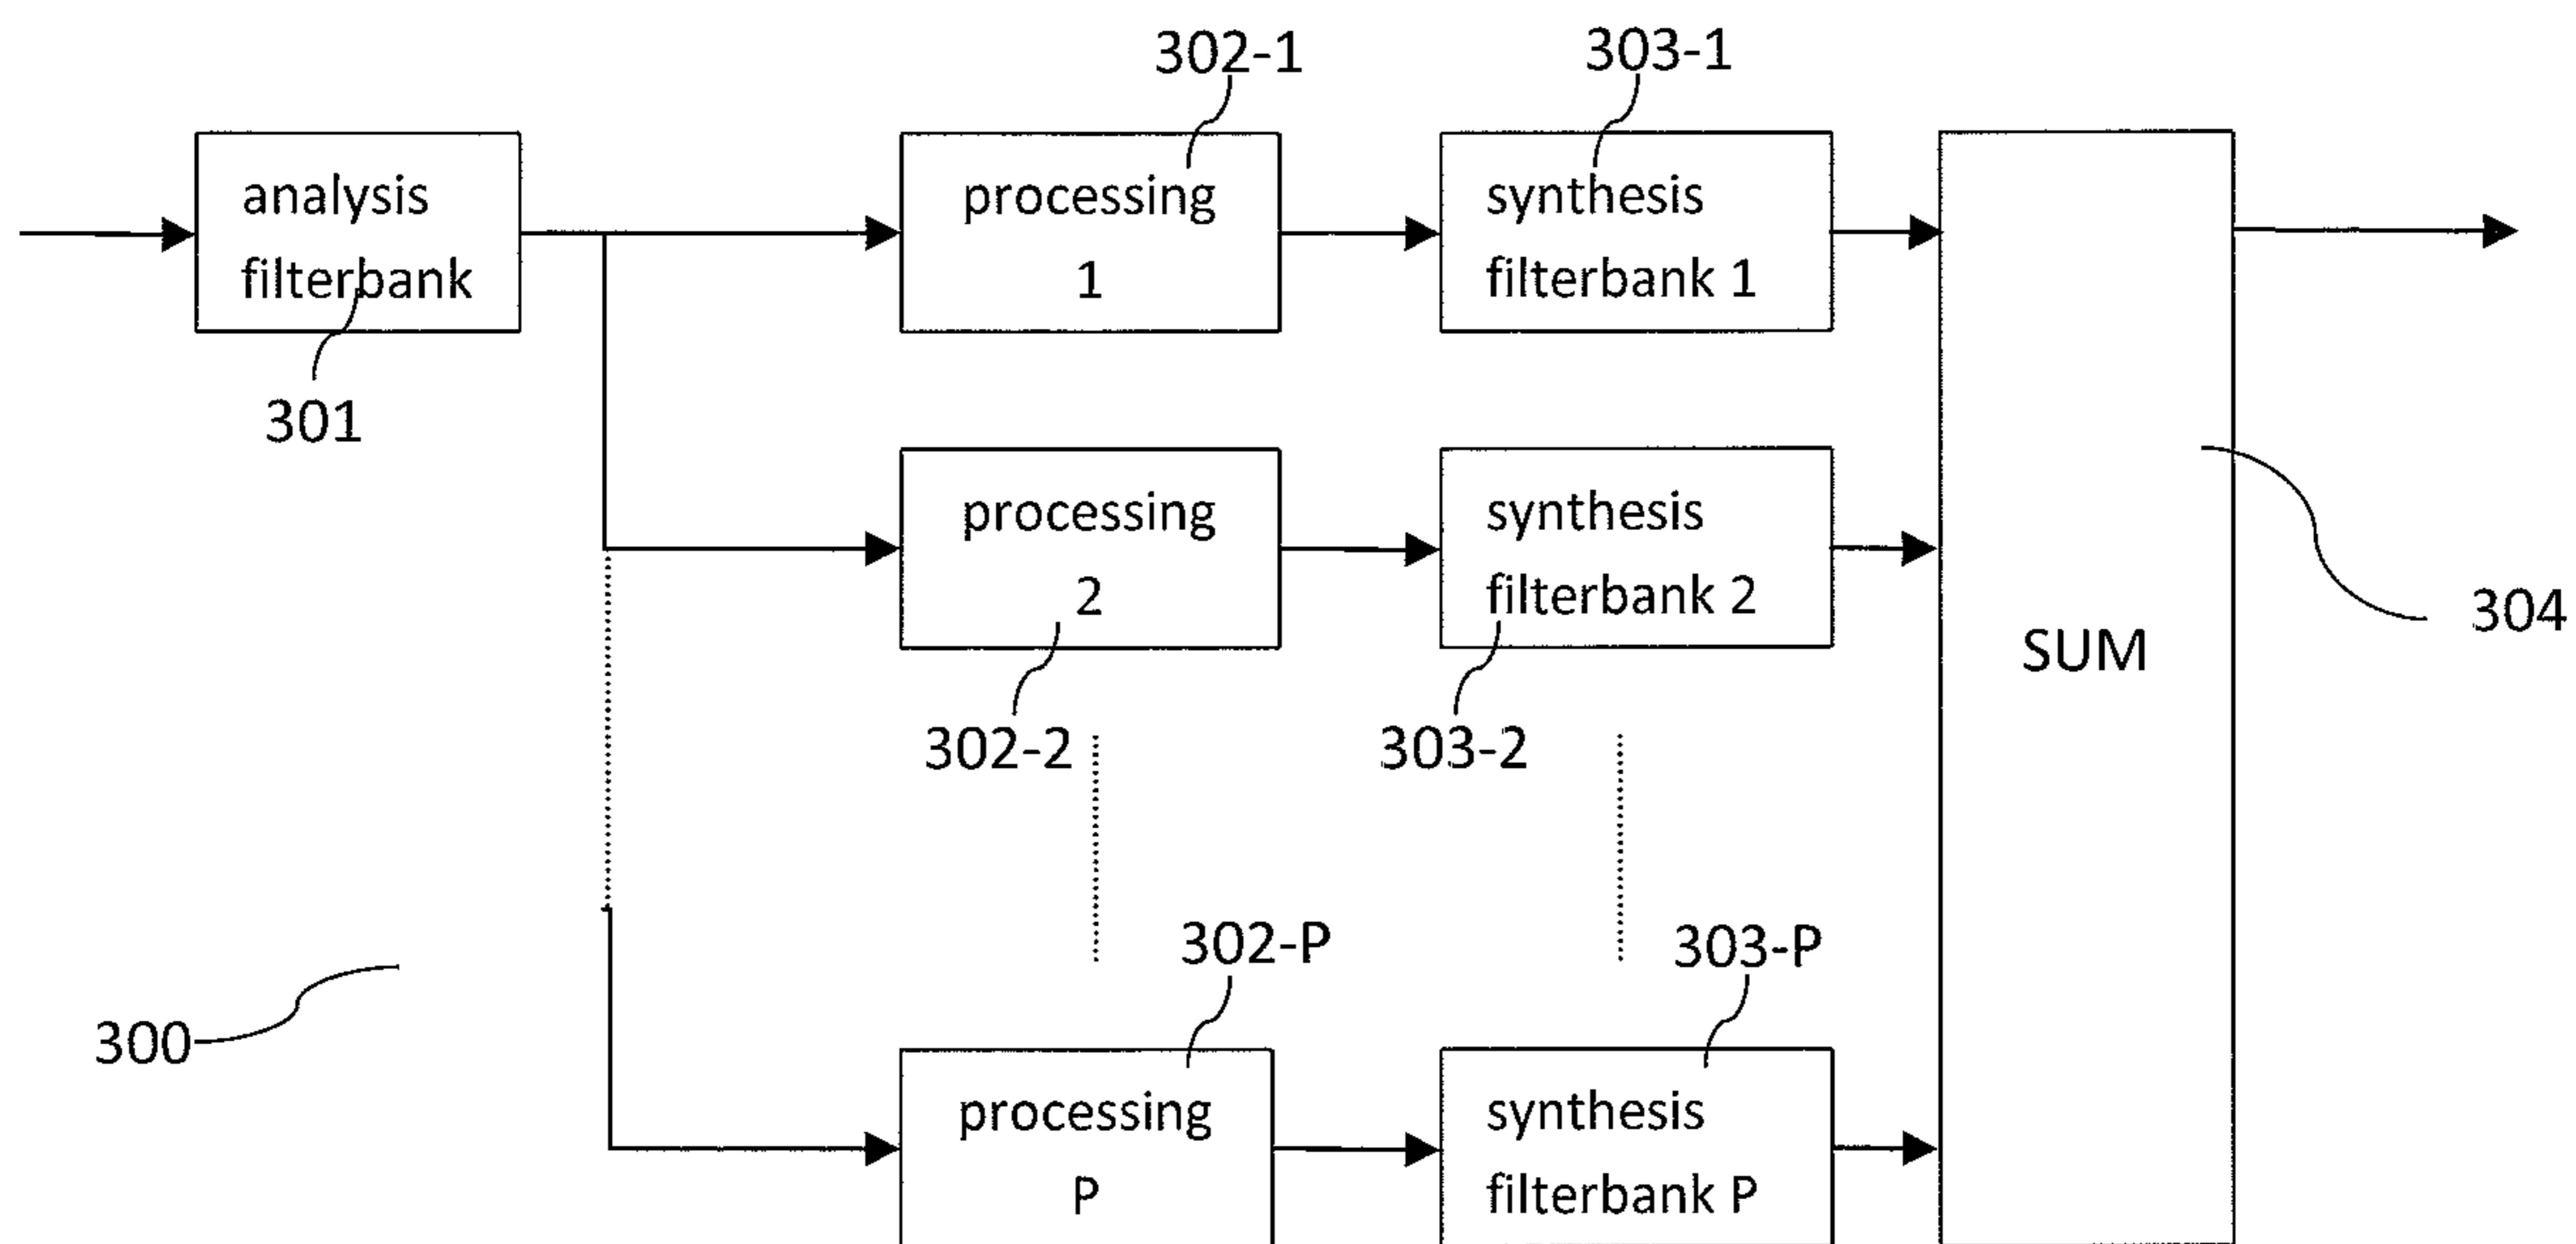 302-1
303-1
analysis
filterbank
processing
1
synthesis
filterbank 1
301
processing
2
synthesis
filterbank 2
SUM
304
302-2
303-2
302-P
303-P
300
processing
P
synthesis
filterbank P